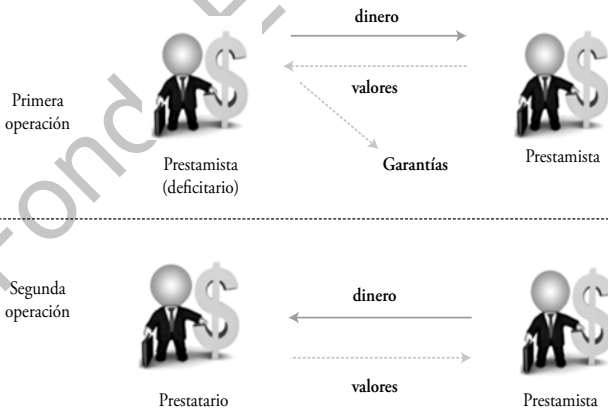 dinero
valores
Primera
operación
Garantías
Prestamista
Prestamista
(deficitario)
Segunda
operación
dinero
valores
Prestatario
Prestamista